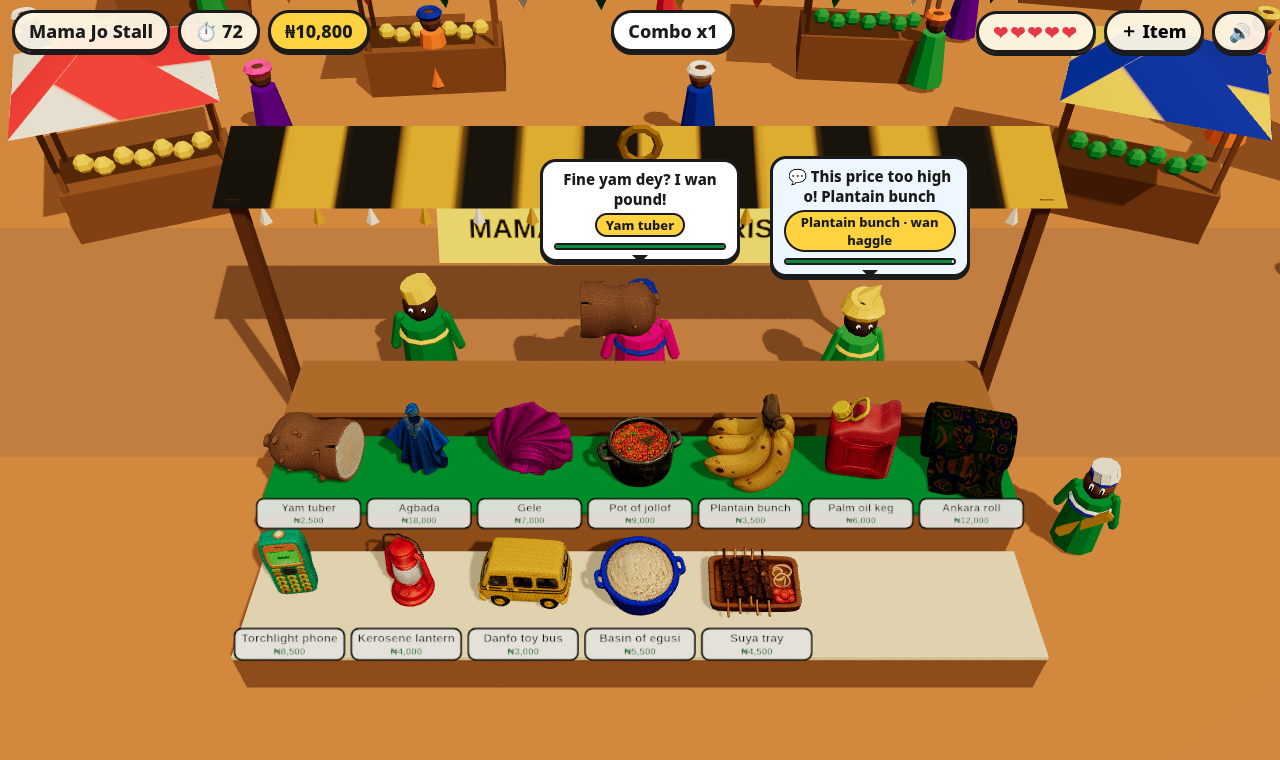 Mama Jo Stall
72
₦10,800
Combo x1
+ Item
Fine yam dey? I wan
pound!
Yam tuber
This price too high
o! Plantain bunch
Plantain bunch · wan
haggle
Yam tuber
₦2,500
Agbada
₦18,000
Gele
₦7,000
Pot of jollof
₦9,000
Plantain bunch
₦3,500
Palm oil keg
₦6,000
Ankara roll
₦12,000
Torchlight phone
₦8,500
Kerosene lantern
₦4,000
Danfo toy bus
₦3,000
Basin of egusi
₦5,500
Suya tray
₦4,500